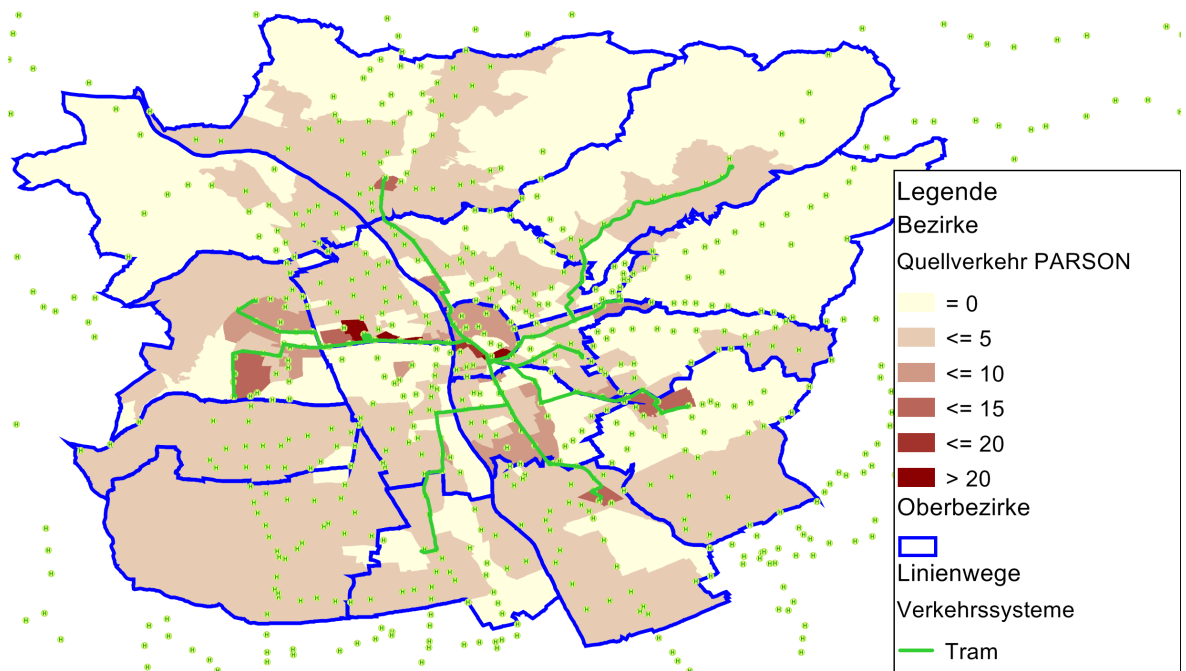 Legende
Bezirke
Quellverkehr PARSON
= 0
<= 5
<= 10
<= 15
<= 20
> 20
Oberbezirke
Linienwege
Verkehrssysteme
Tram